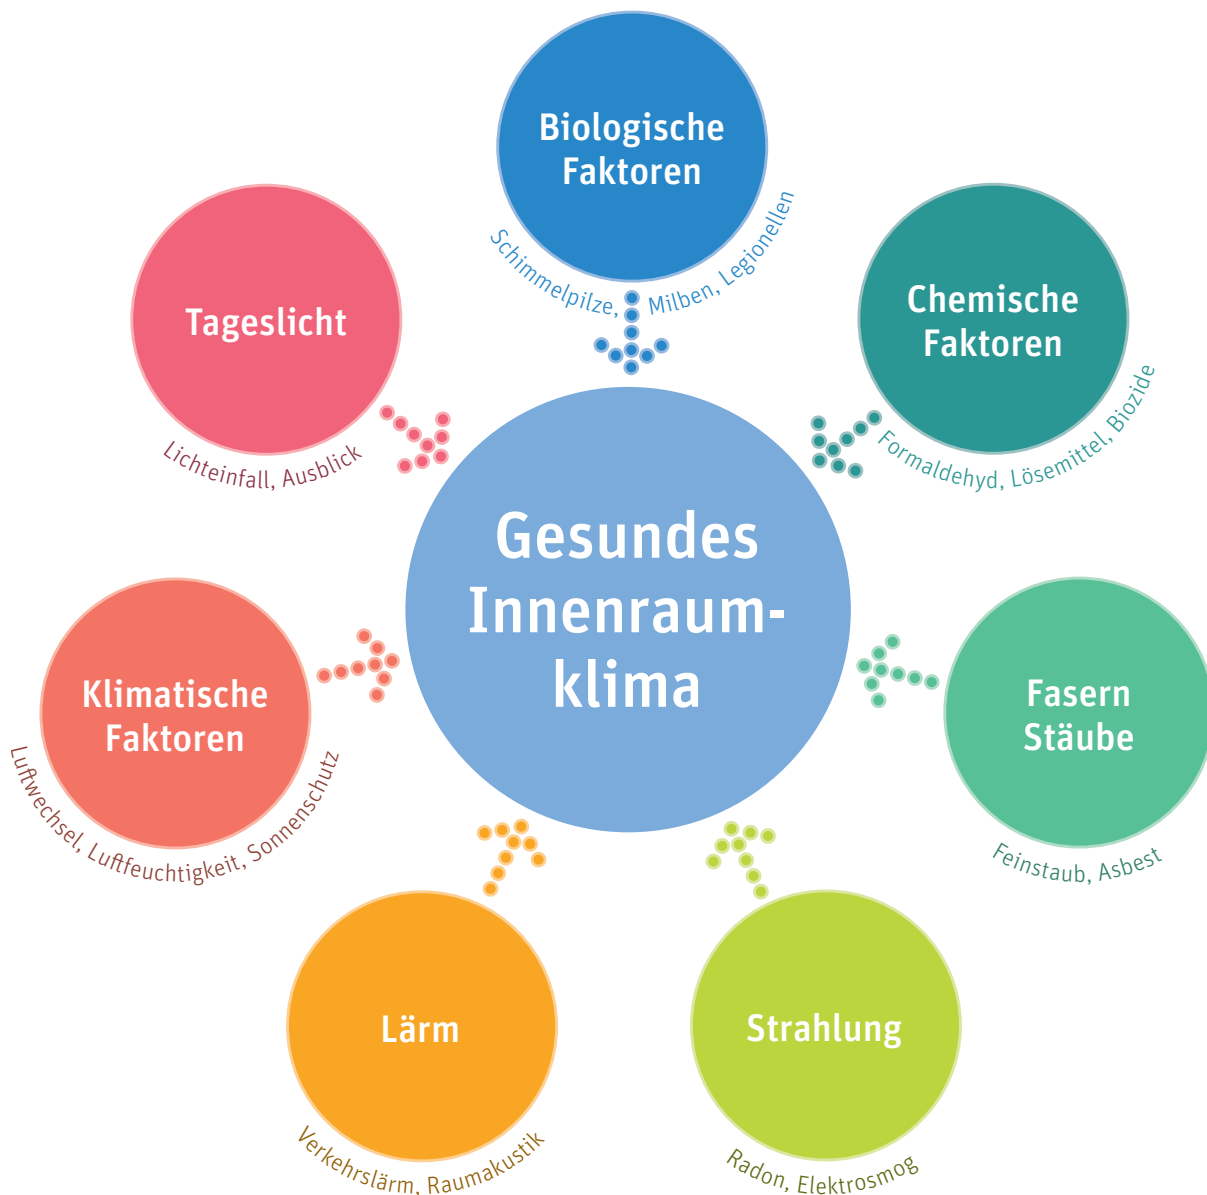 Biologische
Faktoren
Schimmelpilze, Milben, Legionellen
Tageslicht
Lichteinfall, Ausblick
Chemische
Faktoren
Formaldehyd, Lösemittel, Biozide
Gesundes
Innenraum-
klima
Klimatische
Faktoren
Luftwechsel, Luftfeuchtigkeit, Sonnenschutz
Fasern
Stäube
Feinstaub, Asbest
Lärm
Verkehrslärm, Raumakustik
Strahlung
Radon, Elektrosmog